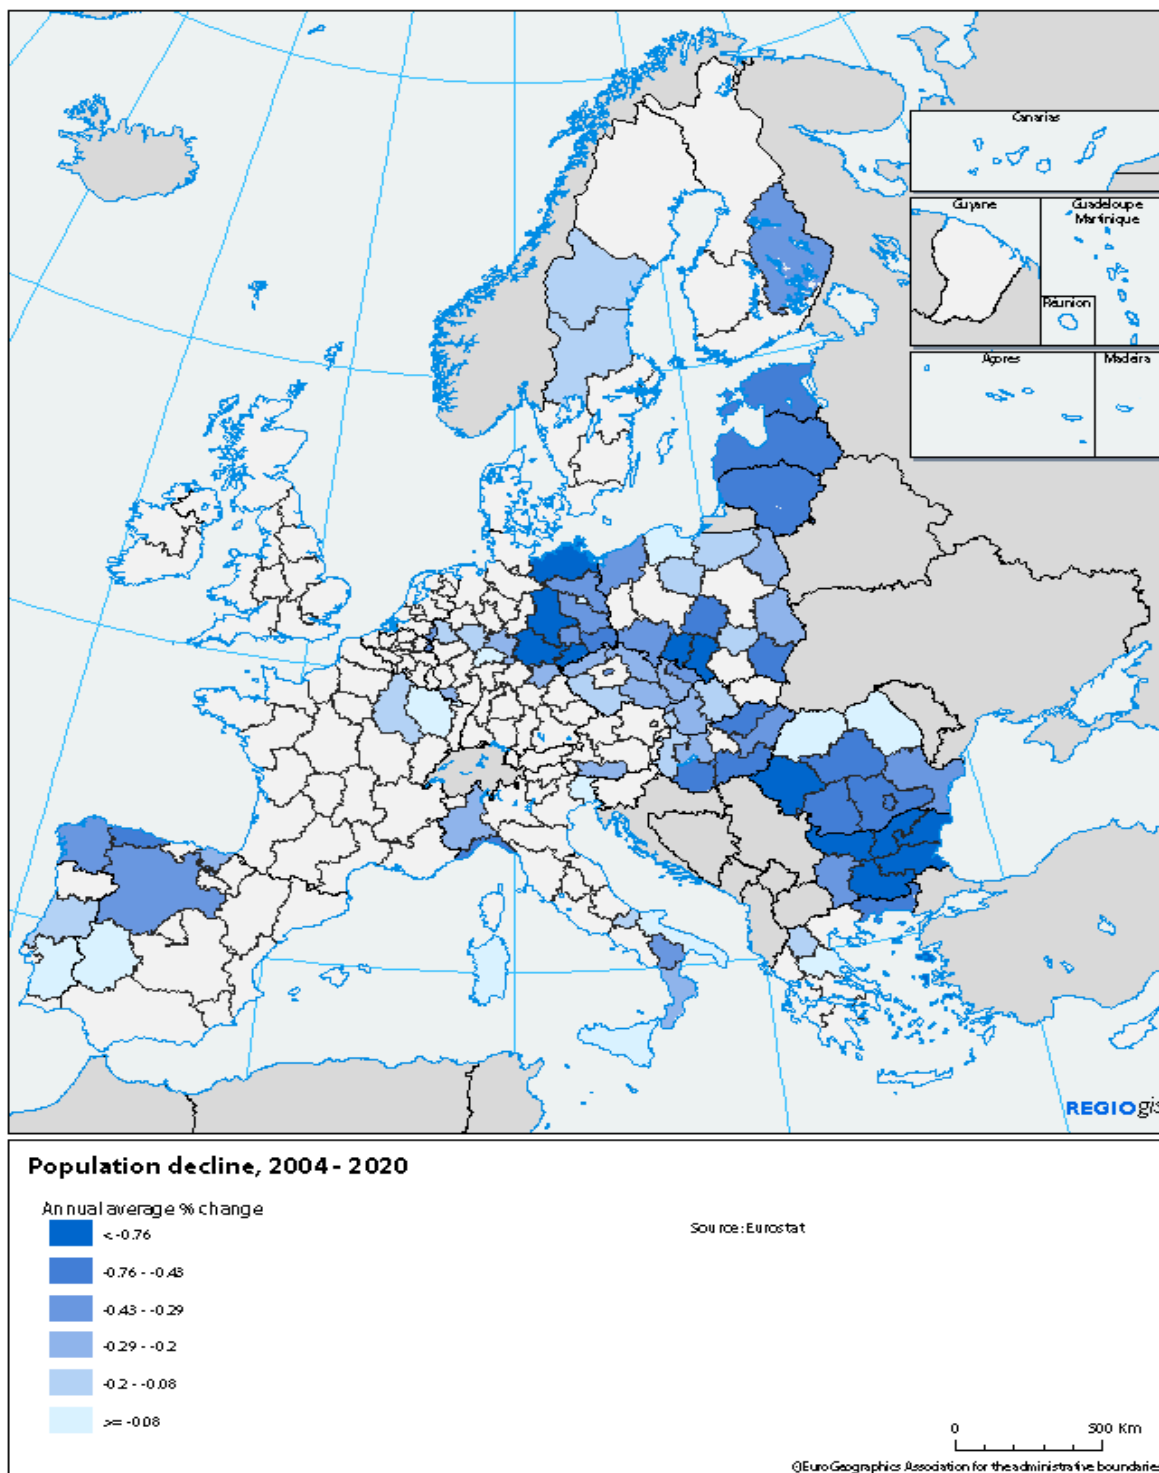 Canarias
Guyane
Guadeloupe
Martinique
Réunion
Açores
Madeira
REGIOgis
Population decline, 2004 - 2020
Annual average % change
< -0.76
-0.76 - -0.43
-0.43 - -0.29
-0.29 - -0.2
-0.2 - -0.08
>= -0.08
Source: Eurostat
0
500 Km
© EuroGeographics Association for the administrative boundaries